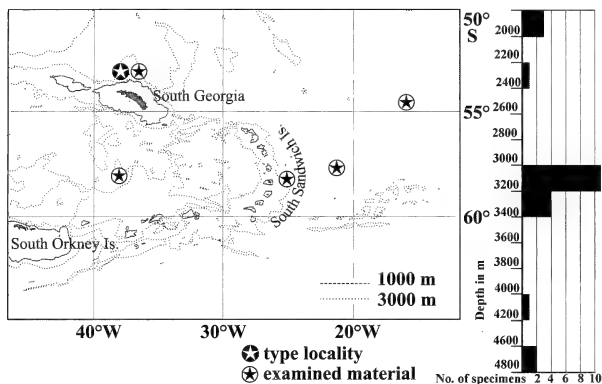 50°
S
South Georgia
55°
South Sandwich Is.
60°
South Orkney Is.
1000 m
3000 m
40°W
30°W
20°W
type locality
examined material
2000
2200
2400
2600
2800
3000
3200
3400
3600
3800
4000
4200
4600
4800
Depth in m
No. of specimens 2 4 6 8 10